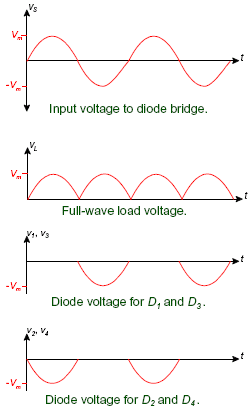 vS
Vm
t
-Vm
Input voltage to diode bridge.
vL
Vm
t
Full-wave load voltage.
v1, v3
t
-Vm
Diode voltage for D1 and D3.
v2, v4
t
-Vm
Diode voltage for D2 and D4.